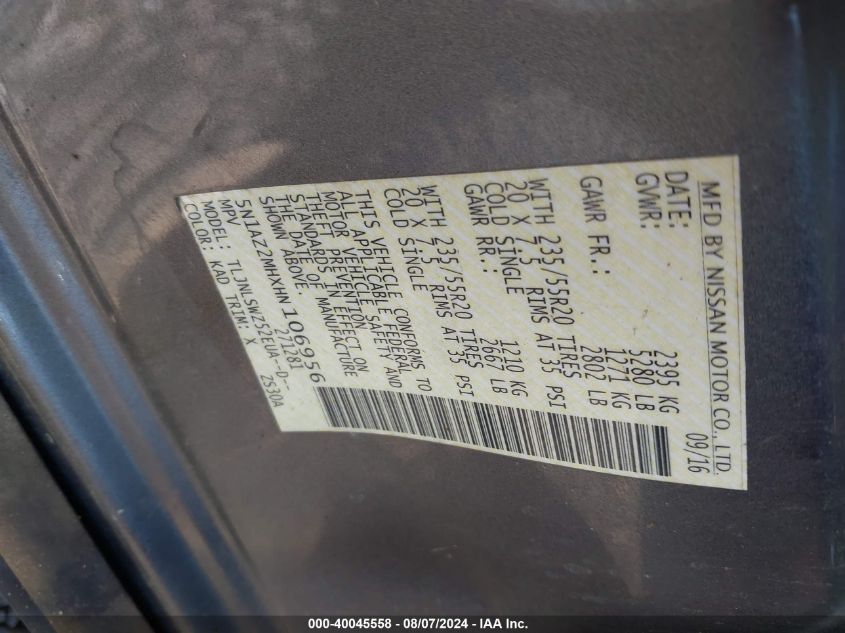 MFD BY NISSAN MOTOR CO., LTD.
DATE: 09/16
GVWR: 2395 KG
5280 LB
GAWR FR.: 1271 KG
2802 LB
WITH 235/55R20 TIRES
20 X 7.5 RIMS AT 35 PSI
COLD SINGLE
GAWR RR.: 1210 KG
2667 LB
WITH 235/55R20 TIRES
20 X 7.5 RIMS AT 35 PSI
COLD SINGLE
THIS VEHICLE CONFORMS TO
ALL APPLICABLE FEDERAL
MOTOR VEHICLE SAFETY AND
THEFT PREVENTION
STANDARDS IN EFFECT ON
THE DATE OF MANUFACTURE
SHOWN ABOVE.
5N1AZ2MHXHN106956
MPV 271281
MODEL: TLJNLSWZ52EUA--D--
COLOR: KAD TRIM: X 2S30A
000-40045558 - 08/07/2024 - IAA Inc.